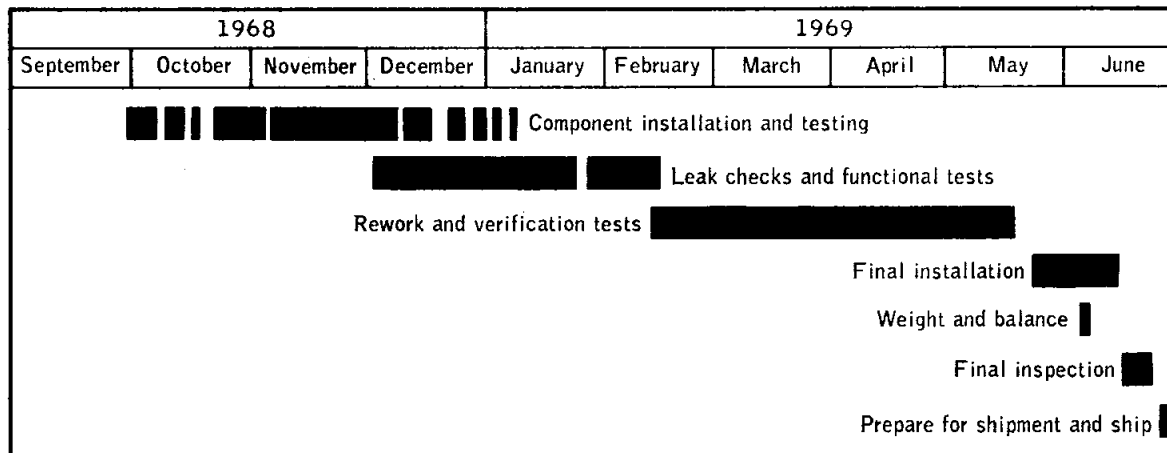 1968 1969
September October November December January February March April May June
Component installation and testing
Leak checks and functional tests
Rework and verification tests
Final installation
Weight and balance
Final inspection
Prepare for shipment and ship